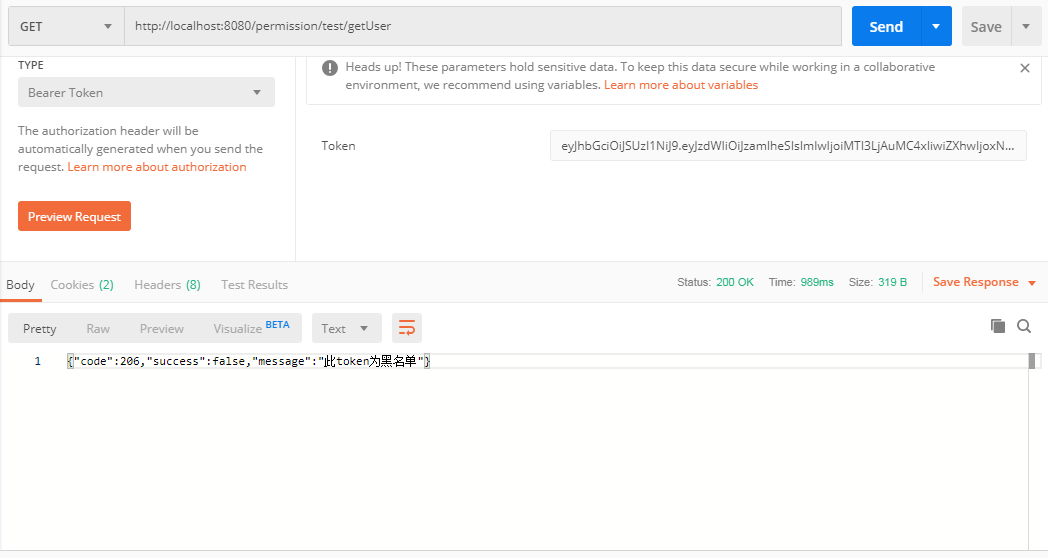 GET
http://localhost:8080/permission/test/getUser
Send
Save
TYPE
Bearer Token
The authorization header will be
automatically generated when you send the
request. Learn more about authorization
Preview Request
Heads up! These parameters hold sensitive data. To keep this data secure while working in a collaborative
environment, we recommend using variables. Learn more about variables
Token
eyJhbGciOiJSUzI1NiJ9.eyJzdWIiOiJzamlheSIsImlwIjoiMTI3LjAuMC4xIiwiZXhwIjoxN...
Body
Cookies (2)
Headers (8)
Test Results
Status: 200 OK
Time: 989ms
Size: 319 B
Save Response
Pretty
Raw
Preview
Visualize BETA
Text
1
{"code":206,"success":false,"message":"此token为黑名单"}